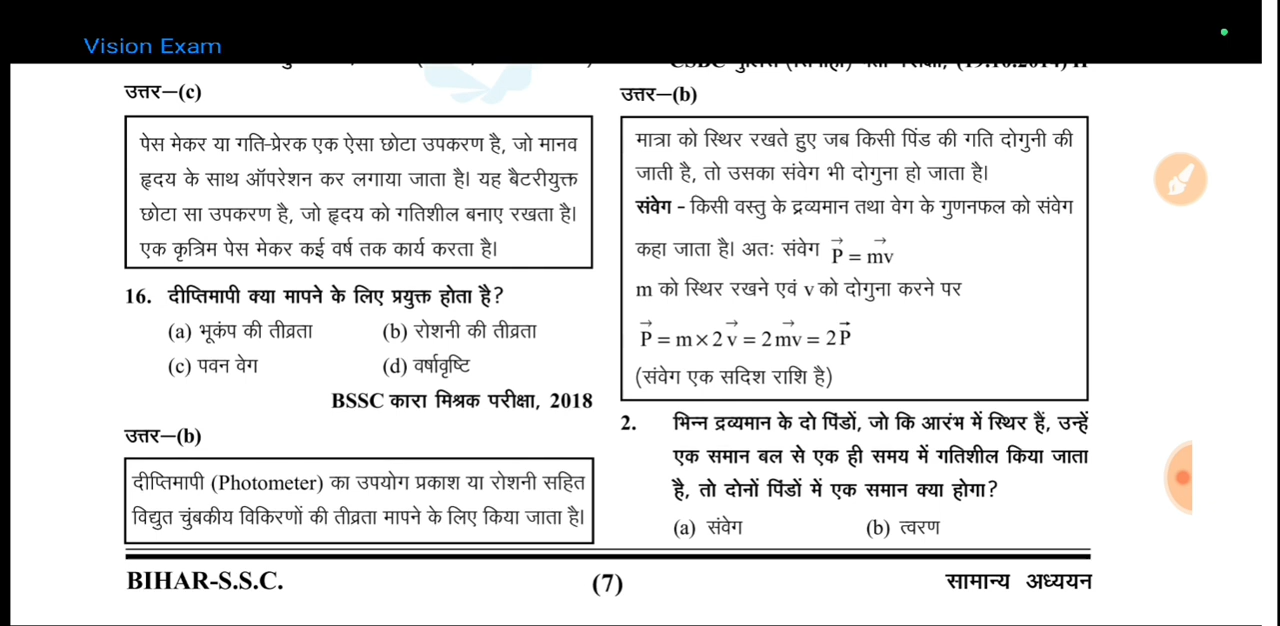 Vision Exam
उत्तर–(c)
पेस मेकर या गति-प्रेरक एक ऐसा छोटा उपकरण है, जो मानव
हृदय के साथ ऑपरेशन कर लगाया जाता है। यह बैटरीयुक्त
छोटा सा उपकरण है, जो हृदय को गतिशील बनाए रखता है।
एक कृत्रिम पेस मेकर कई वर्ष तक कार्य करता है।
16. दीप्तिमापी क्या मापने के लिए प्रयुक्त होता है?
(a) भूकंप की तीव्रता (b) रोशनी की तीव्रता
(c) पवन वेग (d) वर्षावृष्टि
BSSC कारा मिश्रक परीक्षा, 2018
उत्तर–(b)
दीप्तिमापी (Photometer) का उपयोग प्रकाश या रोशनी सहित
विद्युत चुंबकीय विकिरणों की तीव्रता मापने के लिए किया जाता है।
उत्तर–(b)
मात्रा को स्थिर रखते हुए जब किसी पिंड की गति दोगुनी की
जाती है, तो उसका संवेग भी दोगुना हो जाता है।
संवेग - किसी वस्तु के द्रव्यमान तथा वेग के गुणनफल को संवेग
कहा जाता है। अतः संवेग P⃗ = mv⃗
m को स्थिर रखने एवं v को दोगुना करने पर
P⃗ = m × 2v⃗ = 2mv⃗ = 2P⃗
(संवेग एक सदिश राशि है)
2. भिन्न द्रव्यमान के दो पिंडों, जो कि आरंभ में स्थिर हैं, उन्हें
एक समान बल से एक ही समय में गतिशील किया जाता
है, तो दोनों पिंडों में एक समान क्या होगा?
(a) संवेग (b) त्वरण
BIHAR-S.S.C. (7) सामान्य अध्ययन